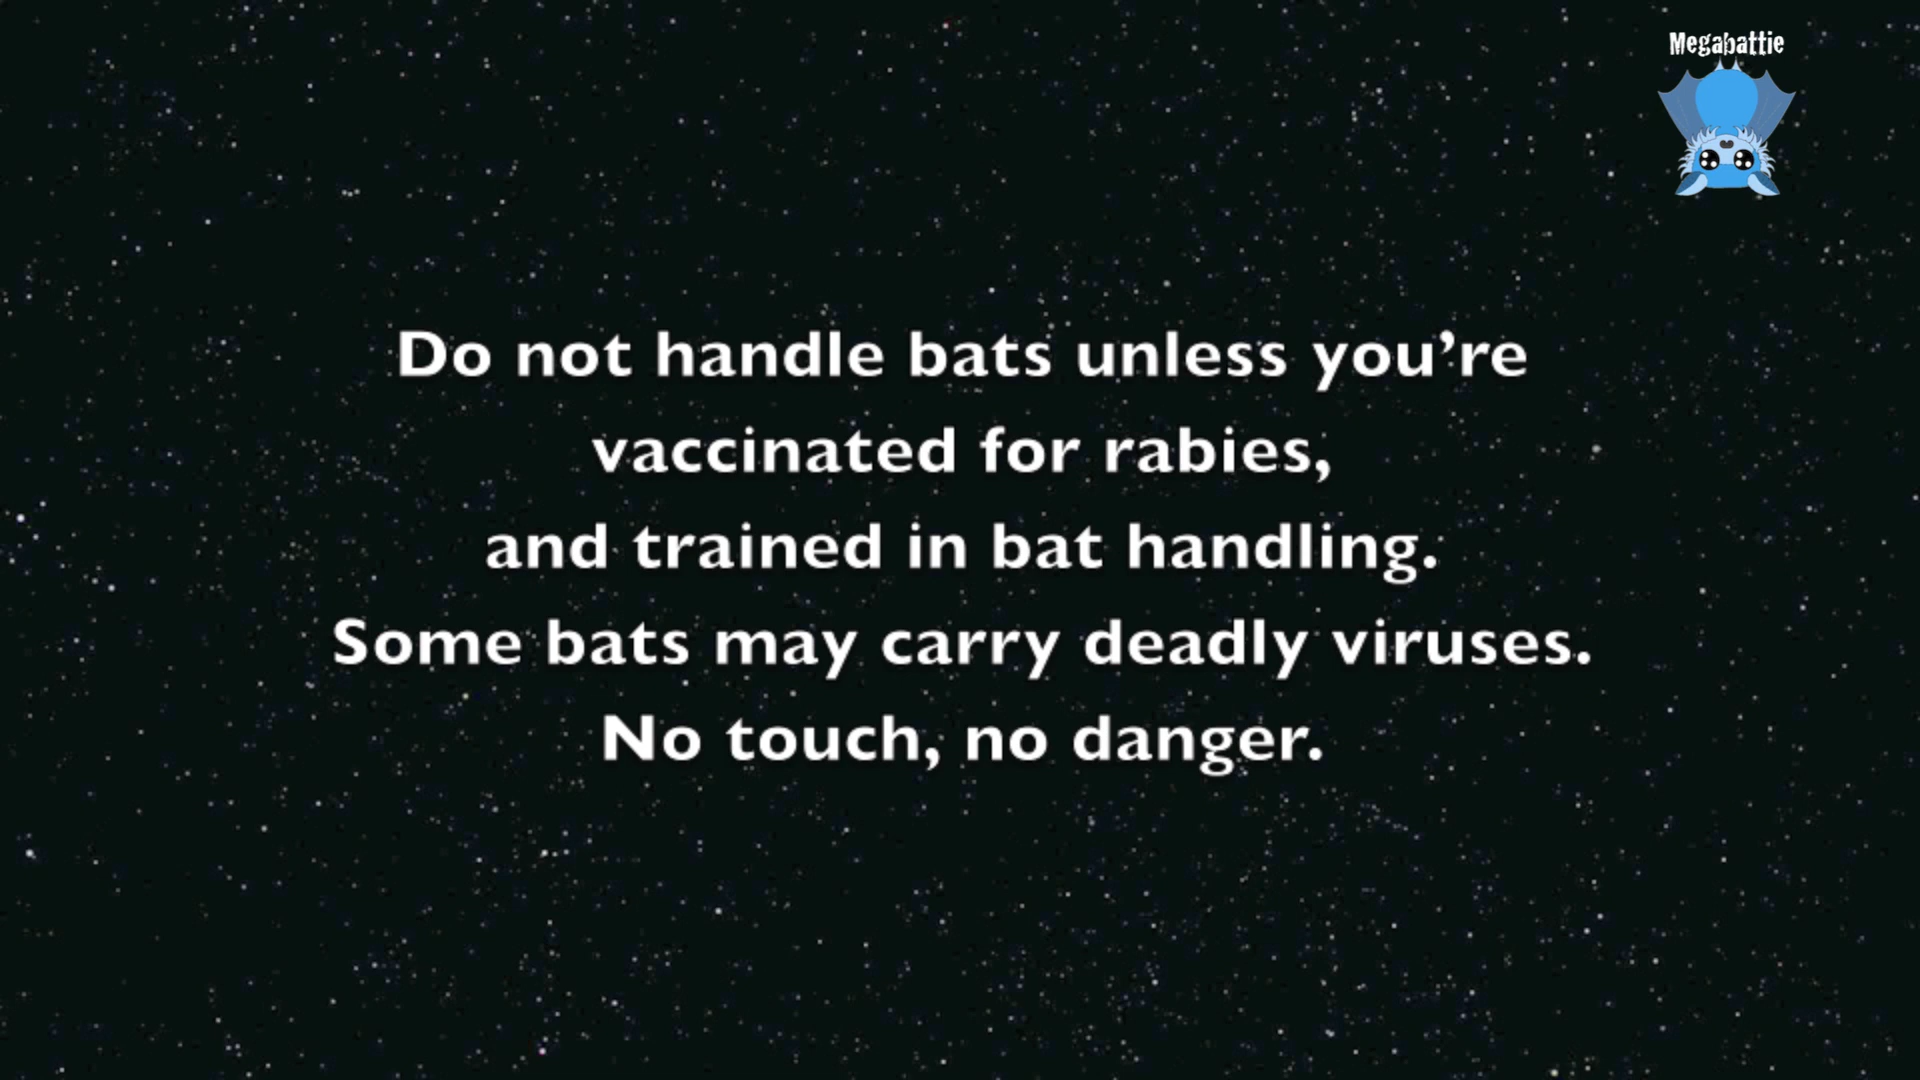 Megabattie
Do not handle bats unless you’re
vaccinated for rabies,
and trained in bat handling.
Some bats may carry deadly viruses.
No touch, no danger.